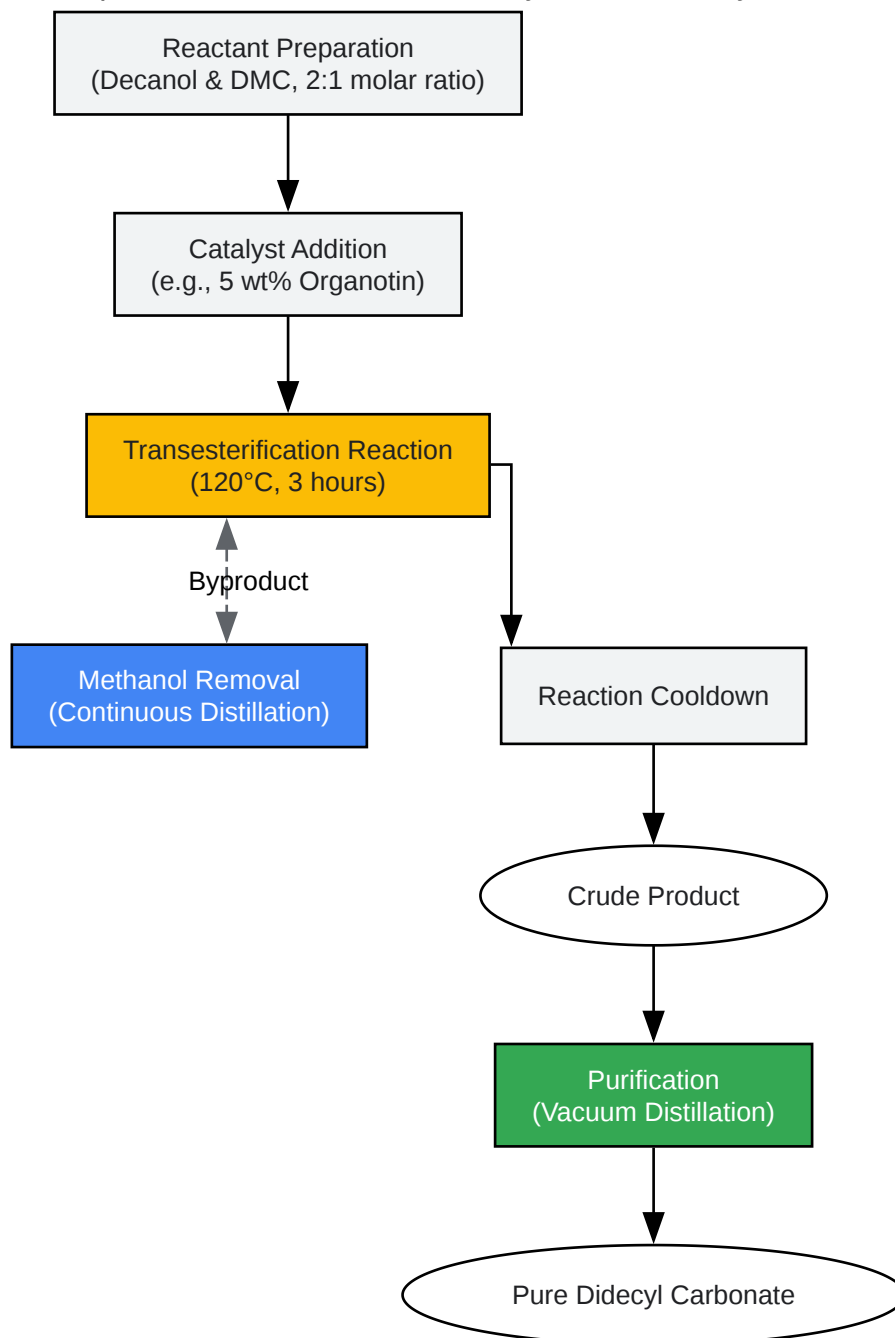 Reactant Preparation
(Decanol & DMC, 2:1 molar ratio)
Catalyst Addition
(e.g., 5 wt% Organotin)
Transesterification Reaction
(120°C, 3 hours)
Byproduct
Methanol Removal
(Continuous Distillation)
Reaction Cooldown
Crude Product
Purification
(Vacuum Distillation)
Pure Didecyl Carbonate